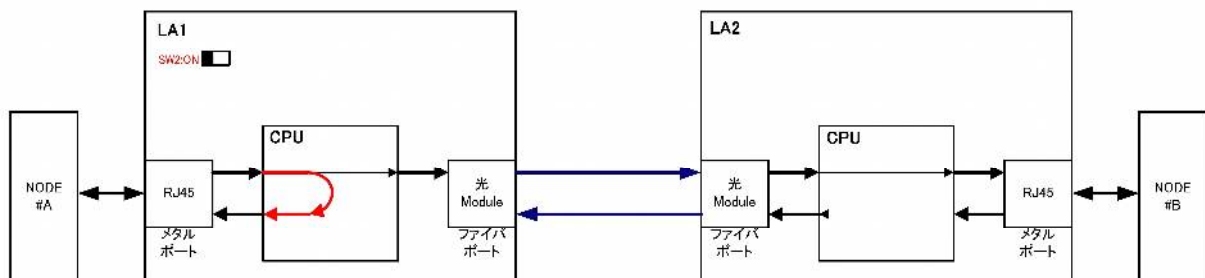 LA1
SW2:ON
CPU
NODE
#A
RJ45
メタル
ポート
光
Module
ファイバ
ポート
LA2
CPU
光
Module
ファイバ
ポート
RJ45
メタル
ポート
NODE
#B